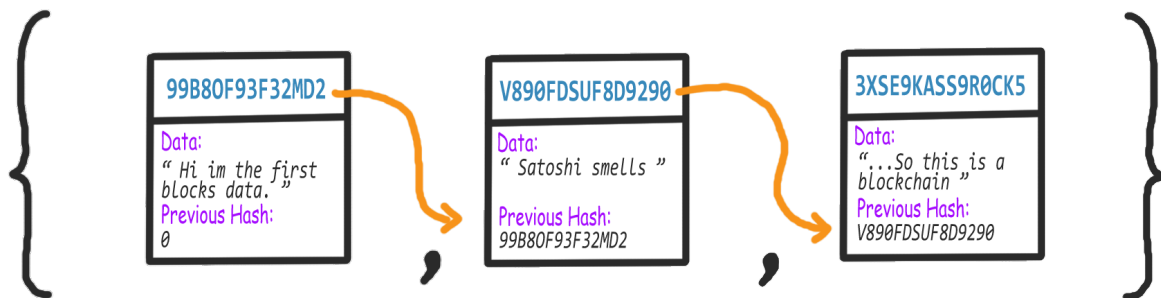 99B8OF93F32MD2
Data:
“ Hi im the first
blocks data. ”
Previous Hash:
0
V890FDSUF8D9290
Data:
“ Satoshi smells ”
Previous Hash:
99B8OF93F32MD2
3XSE9KASS9R0CK5
Data:
“...So this is a
blockchain ”
Previous Hash:
V890FDSUF8D9290